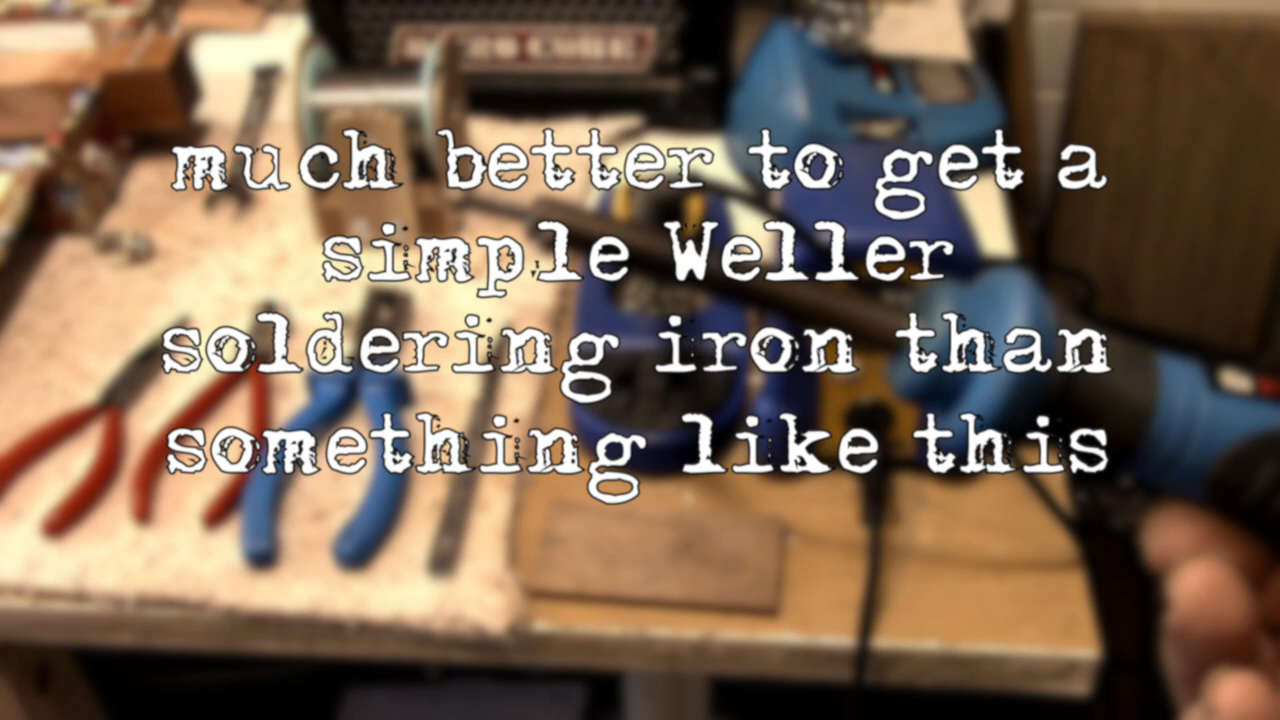 much better to get a
simple Weller
soldering iron than
something like this